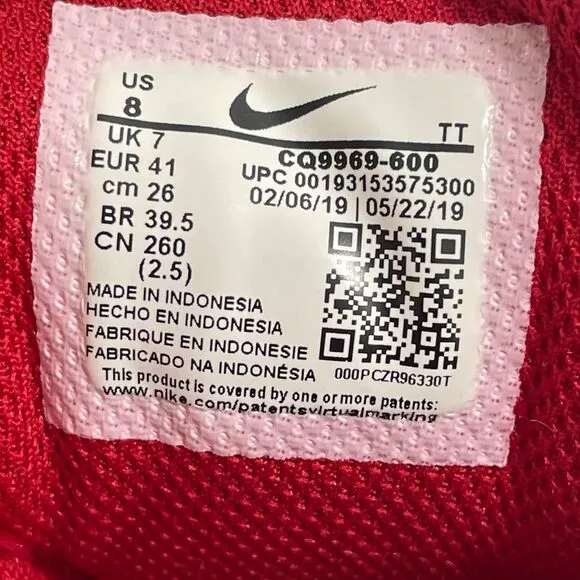 US
8
TT
UK 7
EUR 41
cm 26
BR 39.5
CN 260
(2.5)
CQ9969-600
UPC 00193153575300
02/06/19 | 05/22/19
000PCZR96330T
MADE IN INDONESIA
HECHO EN INDONESIA
FABRIQUE EN INDONESIE
FABRICADO NA INDONÉSIA
This product is covered by one or more patents:
www.nike.com/patentsvirtualmarking